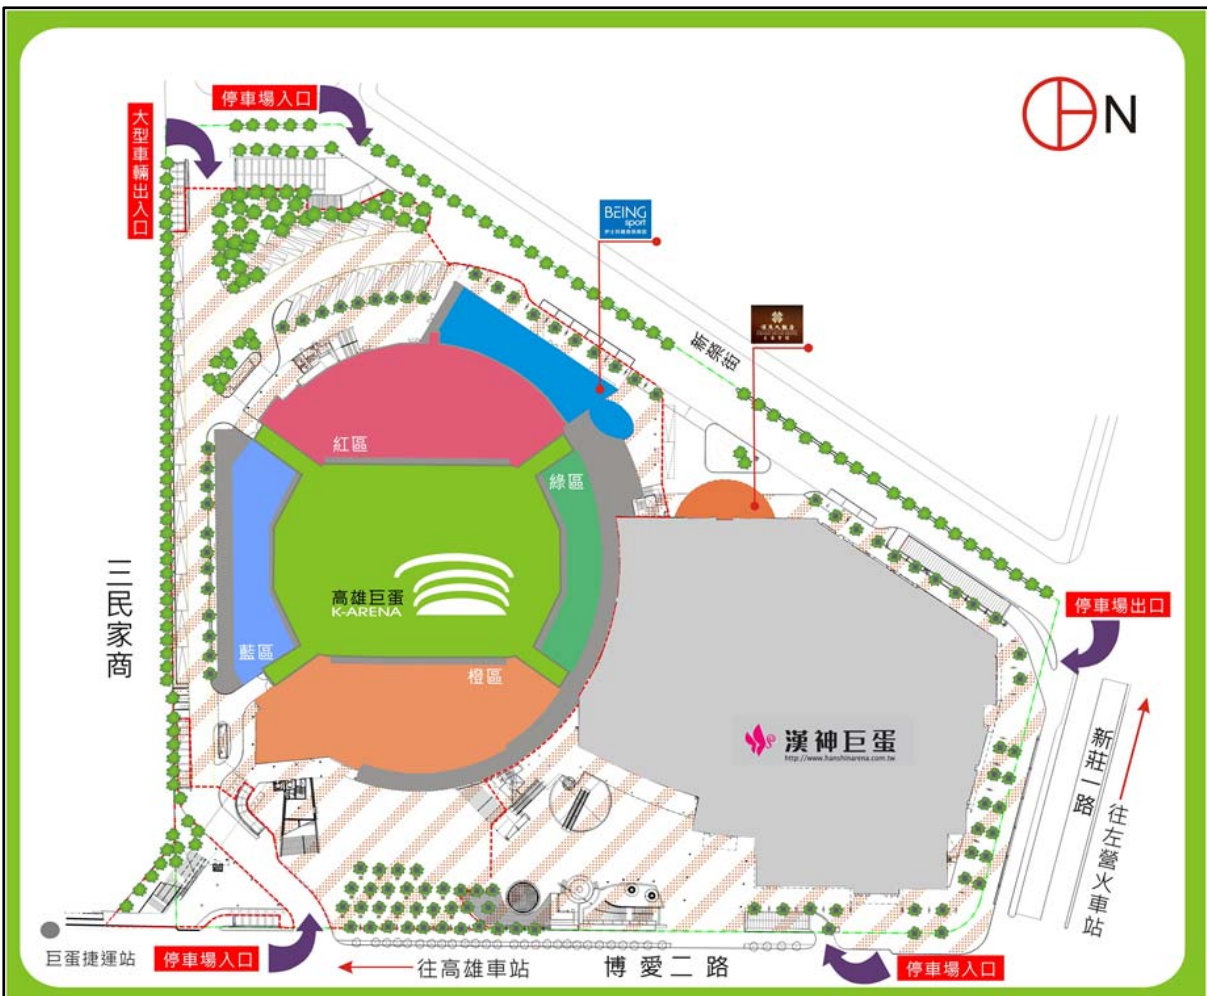 停車場入口
大型車輛出入口
N
BEING
sport
新榮街
紅區
綠區
高雄巨蛋
K-ARENA
藍區
橙區
三民家商
停車場出口
漢神巨蛋
http://www.hanshinarena.com.tw
新莊一路
往左營火車站
巨蛋捷運站
停車場入口
往高雄車站
博愛二路
停車場入口